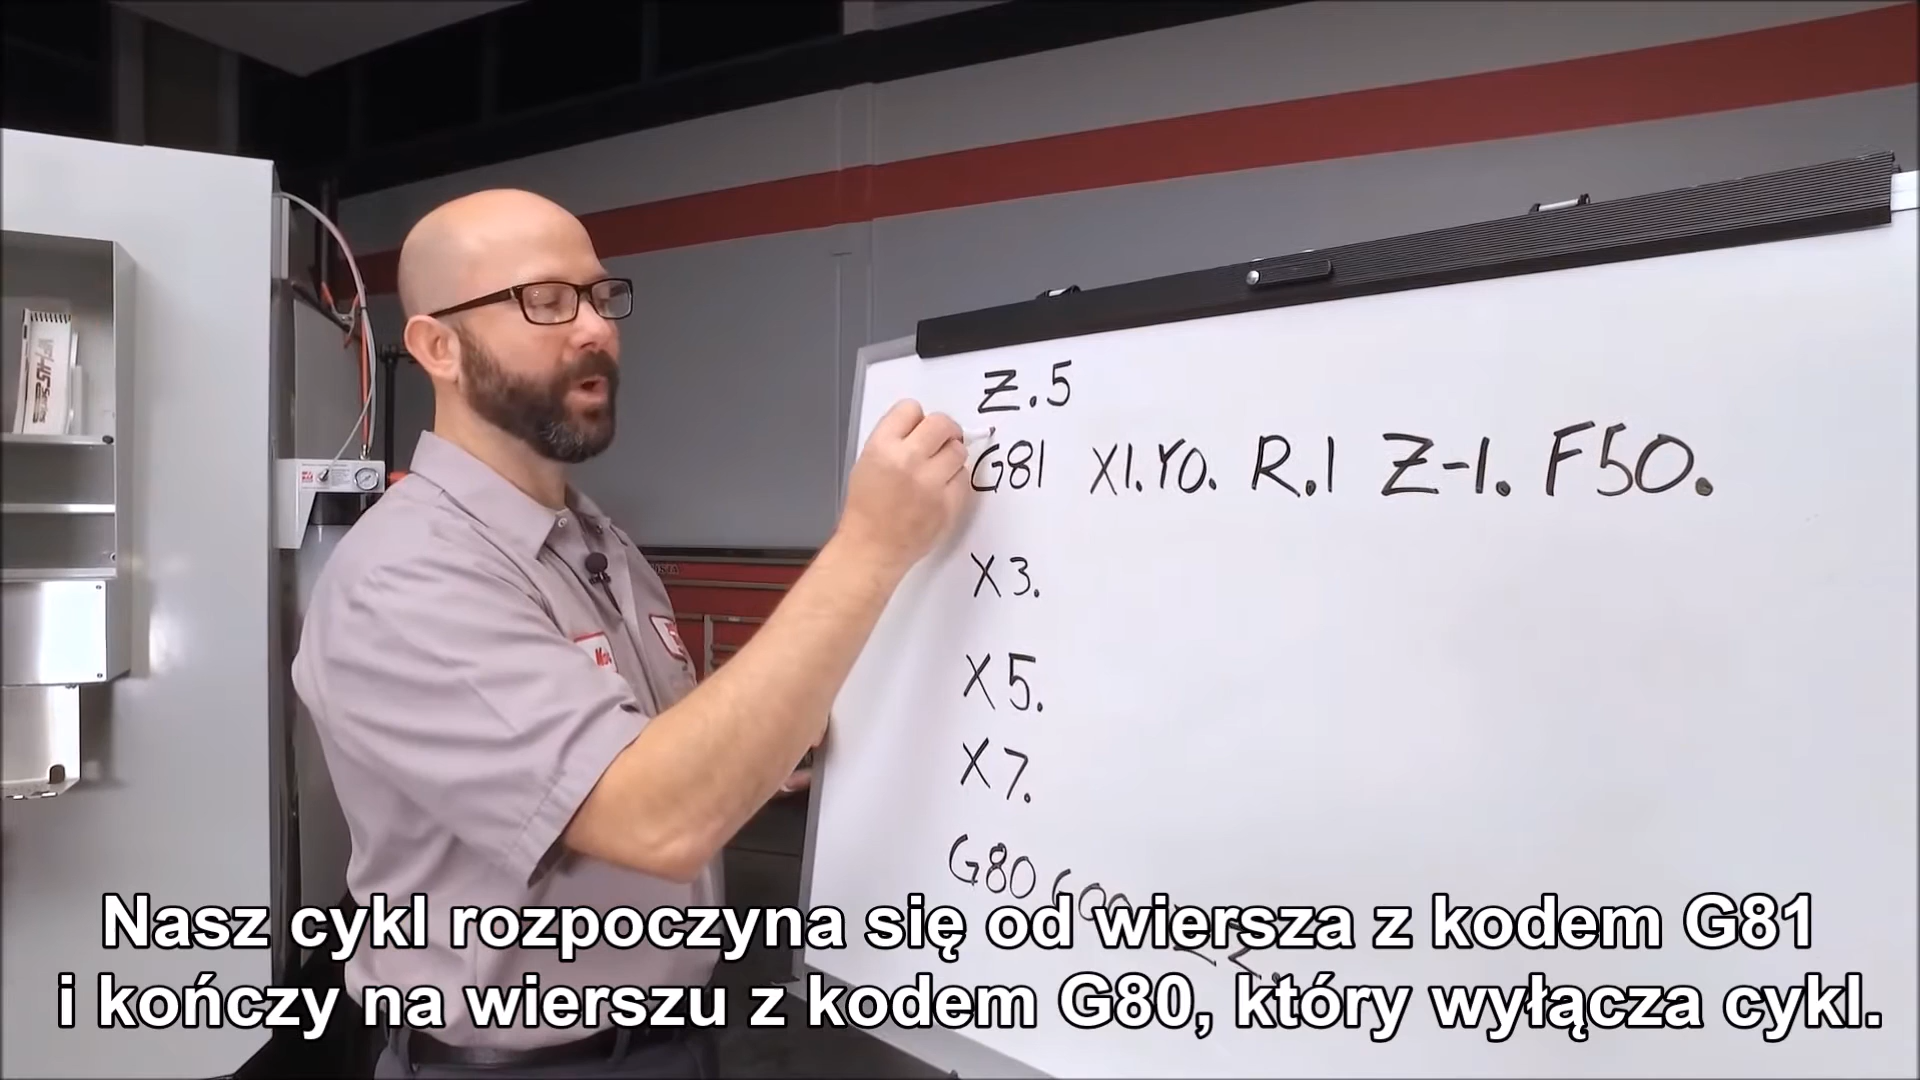 Z.5
G81 X1.Y0. R.1 Z-1. F50.
X3.
X5.
X7.
G80 G00
Nasz cykl rozpoczyna się od wiersza z kodem G81
i kończy na wierszu z kodem G80, który wyłącza cykl.